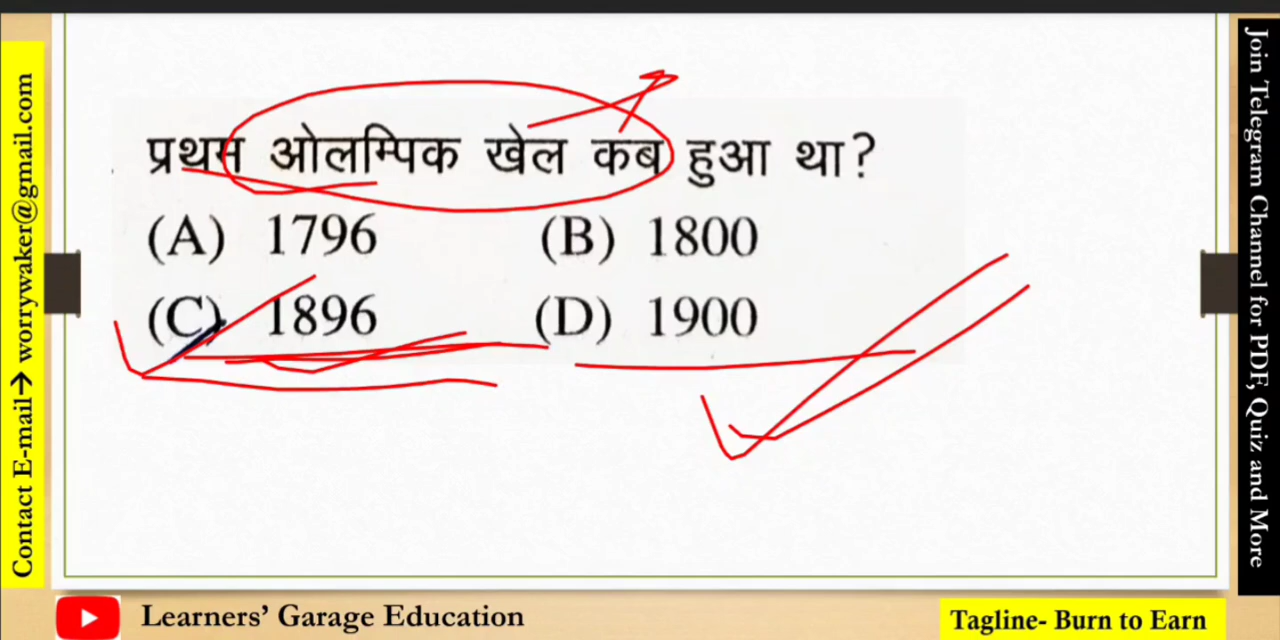 प्रथम ओलम्पिक खेल कब हुआ था?
(A) 1796 (B) 1800
(C) 1896 (D) 1900
Contact E-mail→ worrywaker@gmail.com
Join Telegram Channel for PDF, Quiz and More
Learners’ Garage Education
Tagline- Burn to Earn